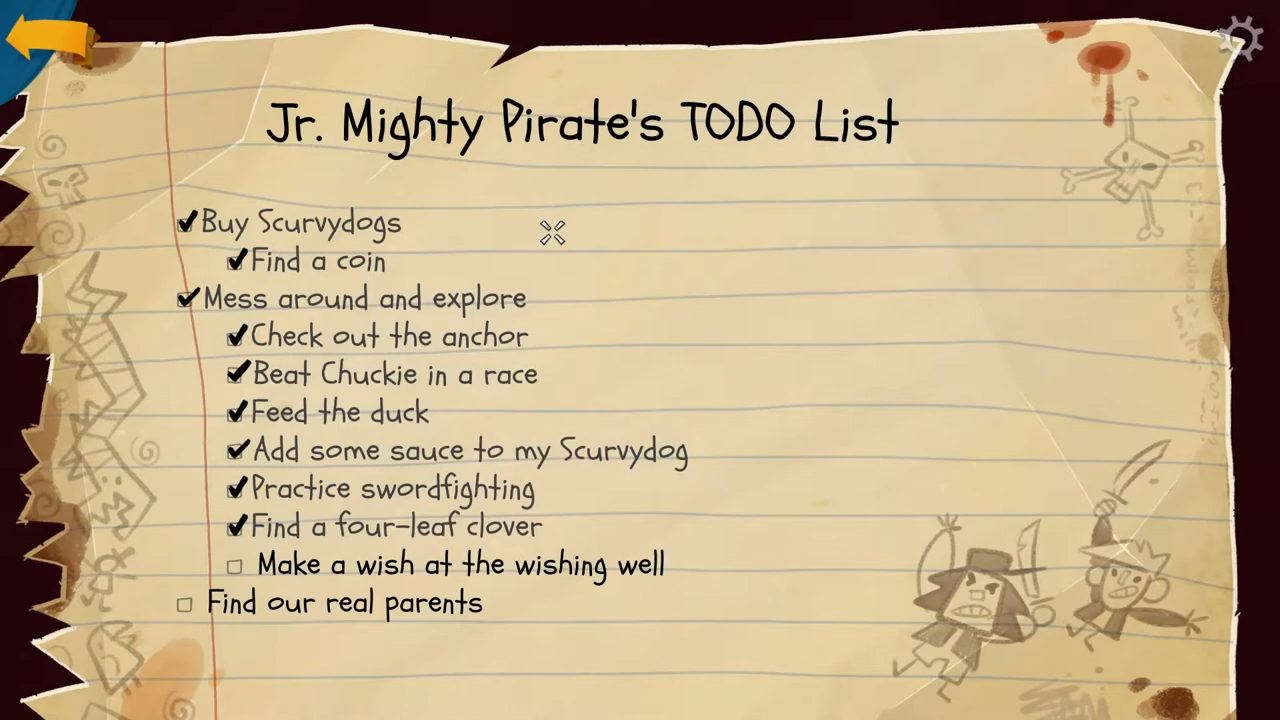 Jr. Mighty Pirate's TODO List
Buy Scurvydogs
Find a coin
Mess around and explore
Check out the anchor
Beat Chuckie in a race
Feed the duck
Add some sauce to my Scurvydog
Practice swordfighting
Find a four-leaf clover
Make a wish at the wishing well
Find our real parents